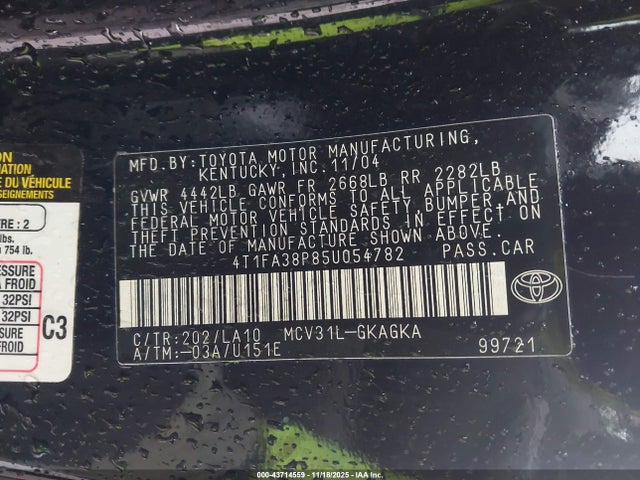 ON
RMATION
DU VÉHICULE
SEIGNEMENTS
RE : 2
lbs.
754 lb.
PRESSURE
A FROID
32PSI
32PSI
ESSURE
FROID
C3
MFD.BY:TOYOTA MOTOR MANUFACTURING,
KENTUCKY,INC.11/04
GVWR 4442LB GAWR FR 2668LB RR 2282LB
THIS VEHICLE CONFORMS TO ALL APPLICABLE
FEDERAL MOTOR VEHICLE SAFETY,BUMPER,AND
THEFT PREVENTION STANDARDS IN EFFECT ON
THE DATE OF MANUFACTURE SHOWN ABOVE.
4T1FA38P85U054782 PASS.CAR
C/TR:202/LA10 MCV31L-GKAGKA
A/TM:-03A/U151E 99721
000-43714559 — 11/18/2025 — IAA Inc.